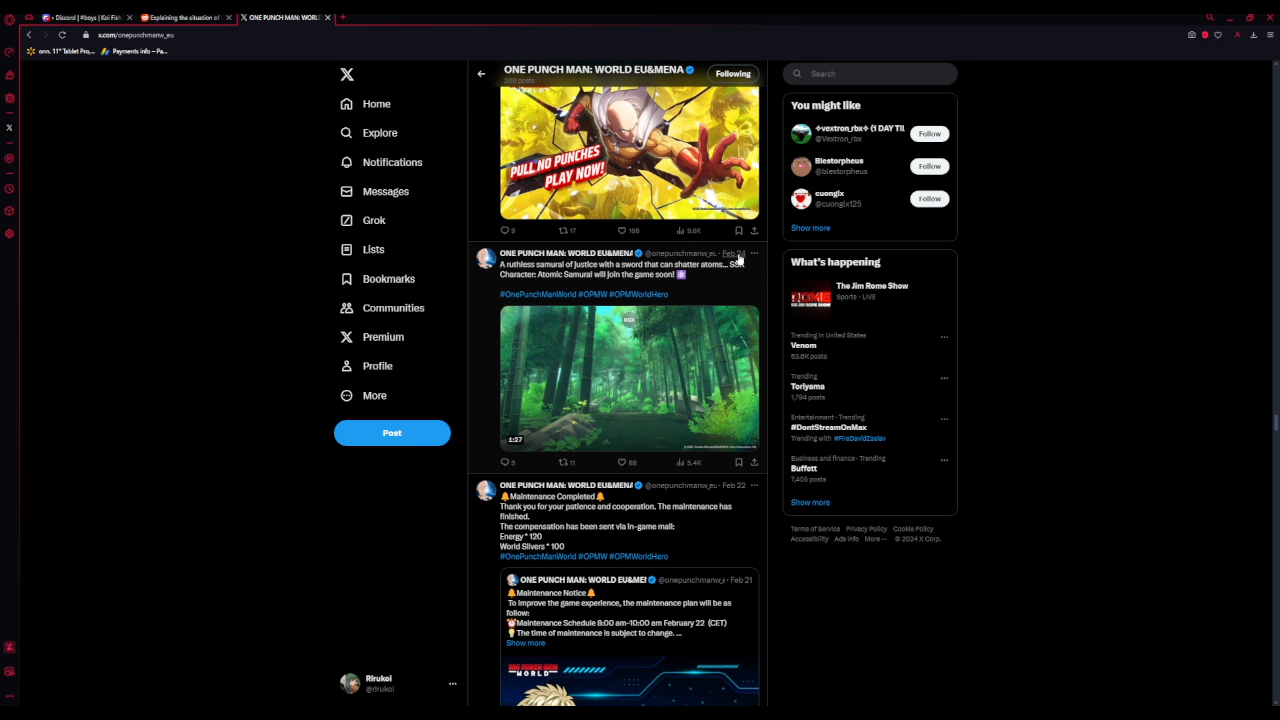 Discord | #boys | Koi Fish
Explaining the situation of
ONE PUNCH MAN: WORLD
x.com/onepunchmanw_eu
onn. 11" Tablet Pro,...
Payments info – Pa...
Home
Explore
Notifications
Messages
Grok
Lists
Bookmarks
Communities
Premium
Profile
More
Post
Rirukoi
@rirukoi
ONE PUNCH MAN: WORLD EU&MENA
209 posts
Following
PULL NO PUNCHES
PLAY NOW!
9
17
168
9.6K
ONE PUNCH MAN: WORLD EU&MENA @onepunchmanw_eu · Feb 24
A ruthless samurai of justice with a sword that can shatter atoms... SSR
Character: Atomic Samurai will join the game soon!
#OnePunchManWorld #OPMW #OPMWorldHero
1:27
5
11
88
5.4K
ONE PUNCH MAN: WORLD EU&MENA @onepunchmanw_eu · Feb 22
🔔Maintenance Completed🔔
Thank you for your patience and cooperation. The maintenance has
finished.
The compensation has been sent via in-game mail:
Energy * 120
World Slivers * 100
#OnePunchManWorld #OPMW #OPMWorldHero
ONE PUNCH MAN: WORLD EU&MEN @onepunchmanw_e · Feb 21
🔔Maintenance Notice🔔
To improve the game experience, the maintenance plan will be as
follow:
⏰Maintenance Schedule 8:00 am-10:00 am February 22 (CET)
💡The time of maintenance is subject to change. ...
Show more
ONE PUNCH MAN
WORLD
Search
You might like
✧vextron_rbx✧ (1 DAY TIL
@Vextron_rbx
Follow
Blestorpheus
@blestorpheus
Follow
cuonglx
@cuonglx125
Follow
Show more
What's happening
The Jim Rome Show
Sports · LIVE
Trending in United States
Venom
63.6K posts
Trending
Toriyama
1,794 posts
Entertainment · Trending
#DontStreamOnMax
Trending with #FireDavidZaslav
Business and finance · Trending
Buffett
7,405 posts
Show more
Terms of Service Privacy Policy Cookie Policy
Accessibility Ads info More ··· © 2024 X Corp.